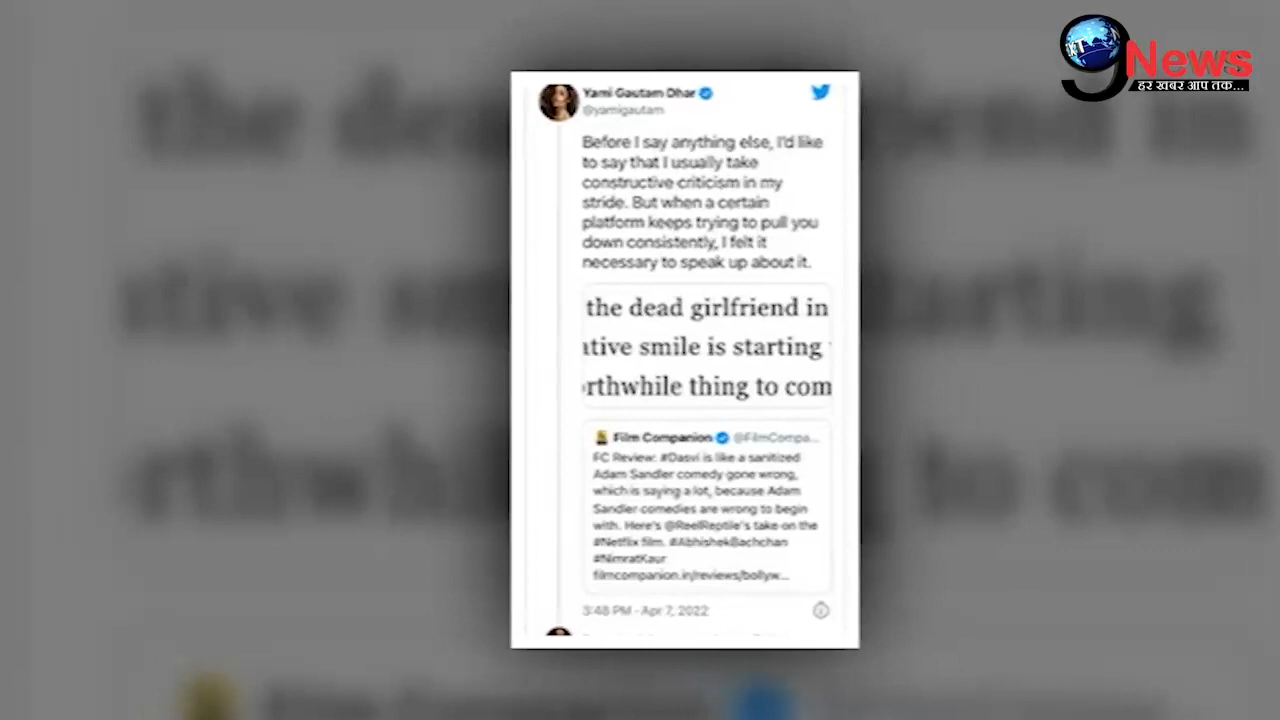 KTN
9 News
हर खबर आप तक...
Yami Gautam Dhar
@yamigautam
Before I say anything else, I'd like
to say that I usually take
constructive criticism in my
stride. But when a certain
platform keeps trying to pull you
down consistently, I felt it
necessary to speak up about it.
the dead girlfriend in
ative smile is starting
orthwhile thing to com
Film Companion @FilmCompa...
FC Review: #Dasvi is like a sanitized
Adam Sandler comedy gone wrong,
which is saying a lot, because Adam
Sandler comedies are wrong to begin
with. Here's @ReelReptile's take on the
#Netflix film. #AbhishekBachchan
#NimratKaur
filmcompanion.in/reviews/bollyw...
3:48 PM - Apr 7, 2022